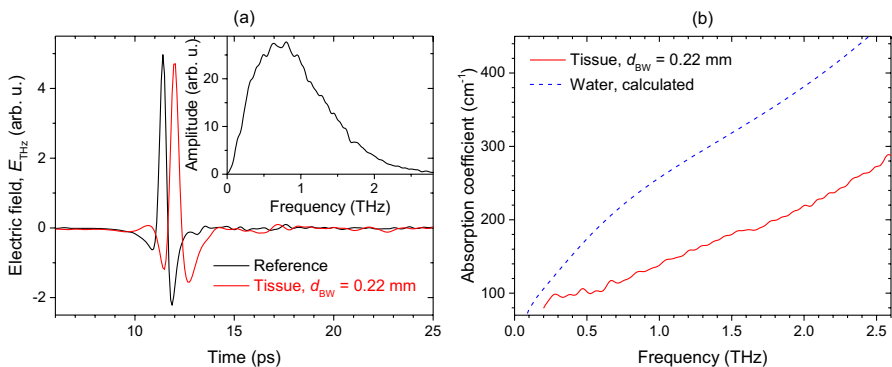 (a)
Electric field, E_THz (arb. u.)
4
2
0
-2
10
15
20
25
Time (ps)
Reference
Tissue, d_BW = 0.22 mm
Amplitude (arb. u.)
20
10
0
0
1
2
Frequency (THz)
(b)
Absorption coefficient (cm⁻¹)
400
300
200
100
0.0
0.5
1.0
1.5
2.0
2.5
Frequency (THz)
Tissue, d_BW = 0.22 mm
Water, calculated